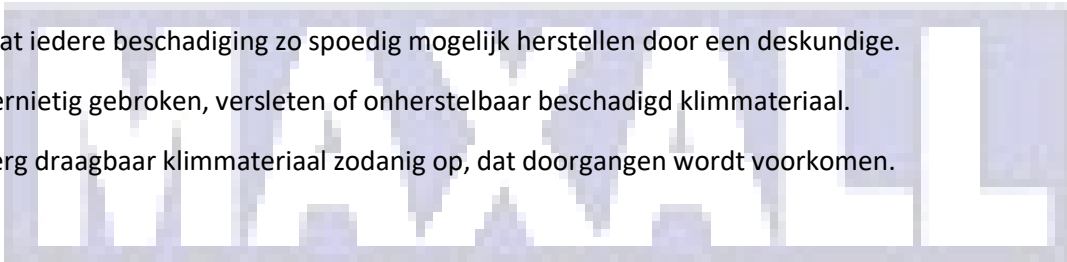 at iedere beschadiging zo spoedig mogelijk herstellen door een deskundige.
ernietig gebroken, versleten of onherstelbaar beschadigd klimmateriaal.
erg draagbaar klimmateriaal zodanig op, dat doorgangen wordt voorkomen.
MAXALL